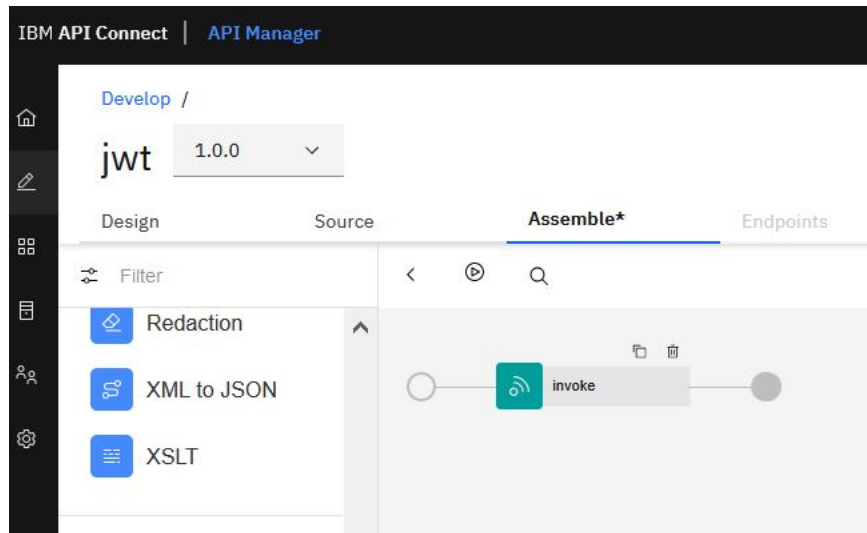 IBM API Connect | API Manager
Develop /
jwt 1.0.0
Design Source Assemble* Endpoints
Filter
Redaction
XML to JSON
XSLT
invoke